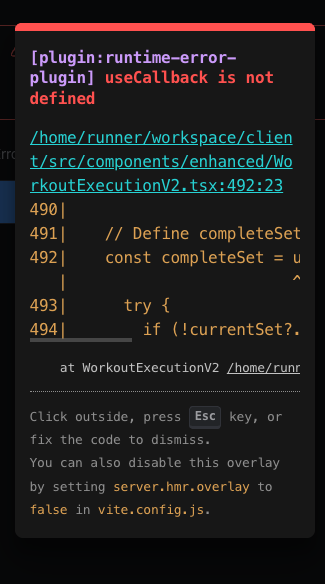 [plugin:runtime-error-
plugin] useCallback is not
defined
/home/runner/workspace/clien
t/src/components/enhanced/Wo
rkoutExecutionV2.tsx:492:23
490|
491|    // Define completeSet
492|    const completeSet = u
|                       ^
493|      try {
494|        if (!currentSet?.
at WorkoutExecutionV2 /home/runn
Click outside, press Esc key, or
fix the code to dismiss.
You can also disable this overlay
by setting server.hmr.overlay to
false in vite.config.js.